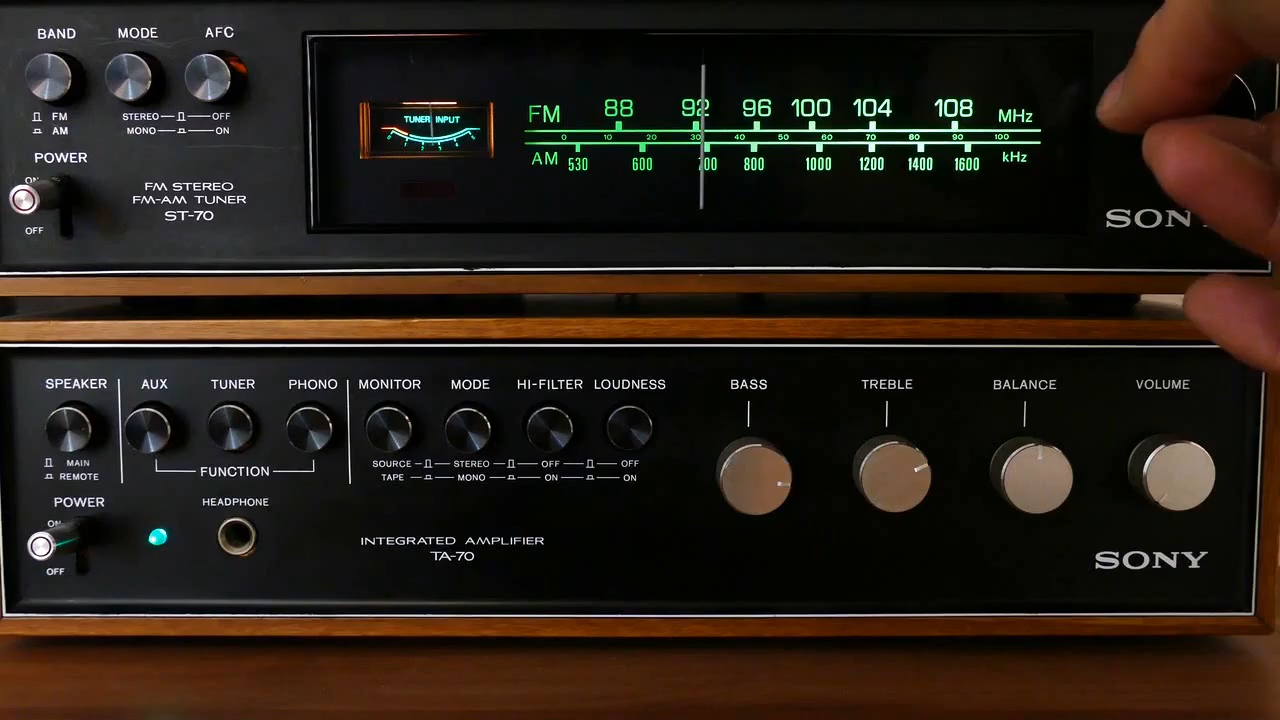 BAND MODE AFC
FM
AM
STEREO OFF
MONO ON
POWER
ON
OFF
FM STEREO
FM-AM TUNER
ST-70
TUNER INPUT
FM 88 92 96 100 104 108 MHz
0 10 20 30 40 50 60 70 80 90 100
AM 530 600 700 800 1000 1200 1400 1600 kHz
SON
SPEAKER AUX TUNER PHONO MONITOR MODE HI-FILTER LOUDNESS BASS TREBLE BALANCE VOLUME
MAIN
REMOTE
FUNCTION
SOURCE STEREO OFF OFF
TAPE MONO ON ON
POWER
ON
OFF
HEADPHONE
INTEGRATED AMPLIFIER
TA-70
SONY